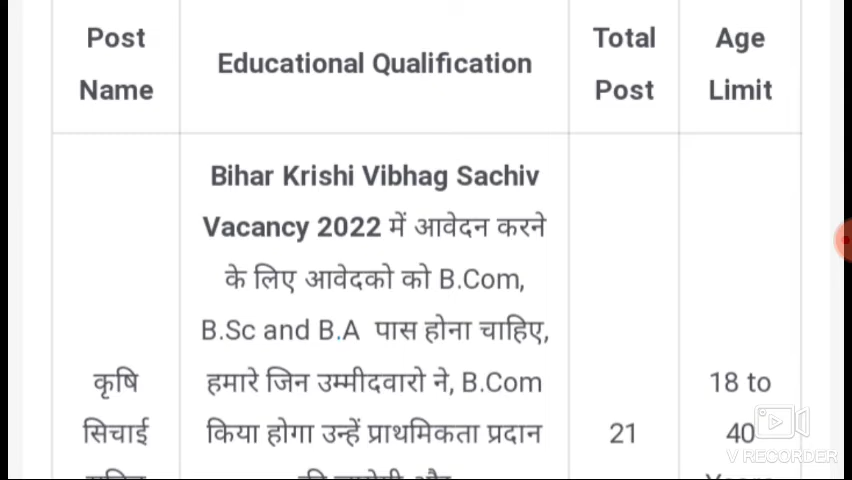 Post Name
Educational Qualification
Total Post
Age Limit
Bihar Krishi Vibhag Sachiv
Vacancy 2022 में आवेदन करने
के लिए आवेदको को B.Com,
B.Sc and B.A पास होना चाहिए,
हमारे जिन उम्मीदवारो ने, B.Com
किया होगा उन्हें प्राथमिकता प्रदान
कृषि
सिचाई
21
18 to
40
V RECORDER